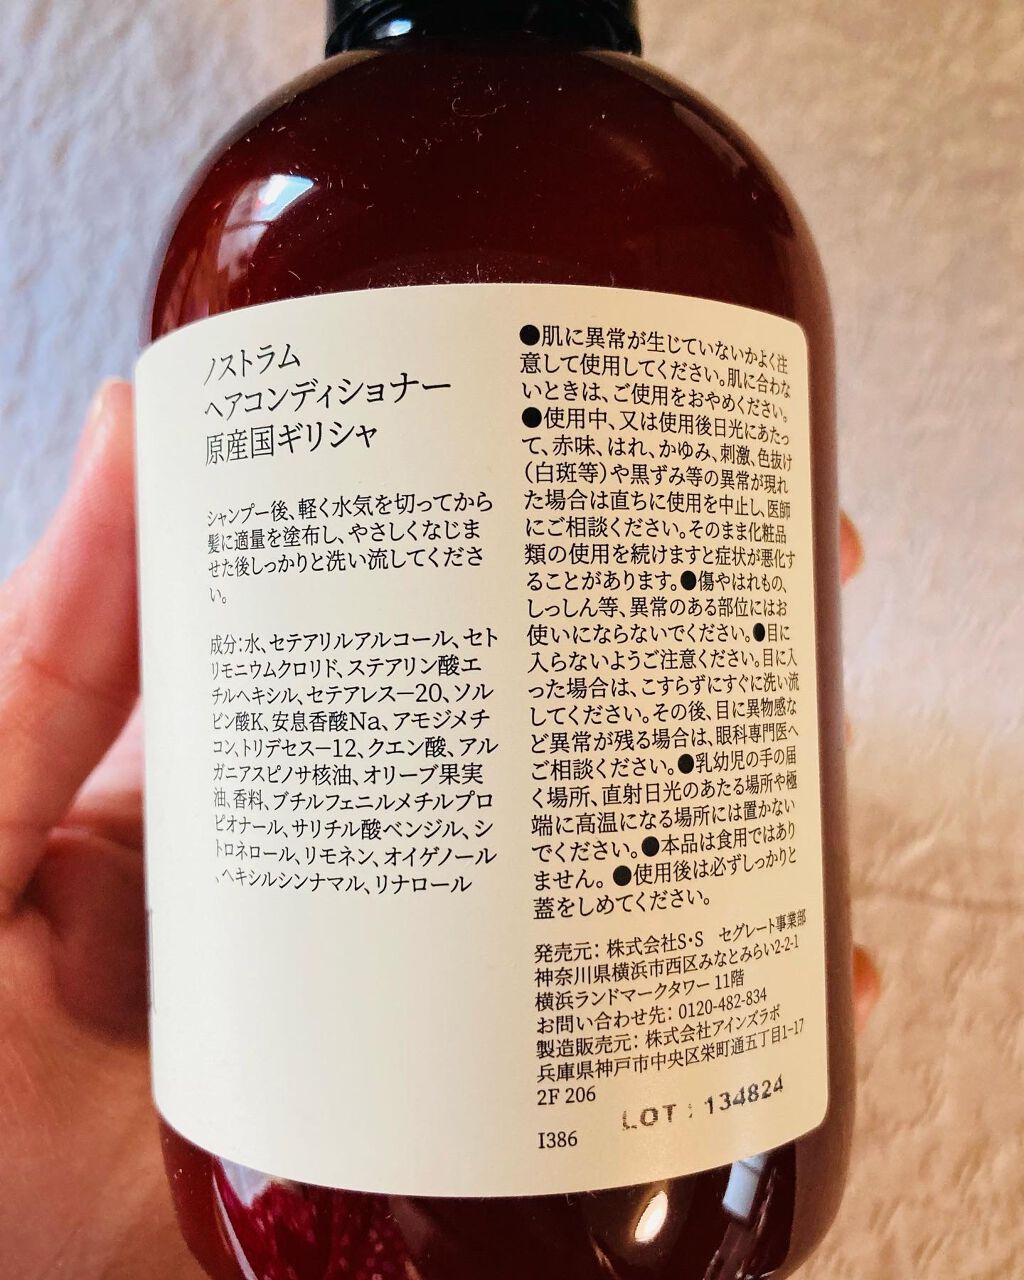 ノストラム
ヘアコンディショナー
原産国ギリシャ
シャンプー後、軽く水気を切ってから
髪に適量を塗布し、やさしくなじま
せた後しっかりと洗い流してくださ
い。
成分：水、セテアリルアルコール、セト
リモニウムクロリド、ステアリン酸エ
チルヘキシル、セテアレス－20、ソル
ビン酸K、安息香酸Na、アモジメチ
コン、トリデセス－12、クエン酸、アル
ガニアスピノサ核油、オリーブ果実
油、香料、ブチルフェニルメチルプロ
ピオナール、サリチル酸ベンジル、シ
トロネロール、リモネン、オイゲノール
、ヘキシルシンナマル、リナロール
●肌に異常が生じていないかよく注
意して使用してください。肌に合わな
いときは、ご使用をおやめください。
●使用中、又は使用後日光にあたっ
て、赤味、はれ、かゆみ、刺激、色抜け
（白斑等）や黒ずみ等の異常が現れ
た場合は直ちに使用を中止し、医師
にご相談ください。そのまま化粧品
類の使用を続けますと症状が悪化す
ることがあります。●傷やはれもの、
しっしん等、異常のある部位にはお
使いにならないでください。●目に
入らないようご注意ください。目に入
った場合は、こすらずにすぐに洗い流
してください。その後、目に異物感な
ど異常が残る場合は、眼科専門医へ
ご相談ください。●乳幼児の手の届
く場所、直射日光のあたる場所や極
端に高温になる場所には置かない
でください。●本品は食用ではあり
ません。●使用後は必ずしっかりと
蓋をしめてください。
発売元：株式会社S・S セグレート事業部
神奈川県横浜市西区みなとみらい2-2-1
横浜ランドマークタワー 11階
お問い合わせ先：0120-482-834
製造販売元：株式会社アインズラボ
兵庫県神戸市中央区栄町通五丁目1－17
2F 206
LOT：134824
I386